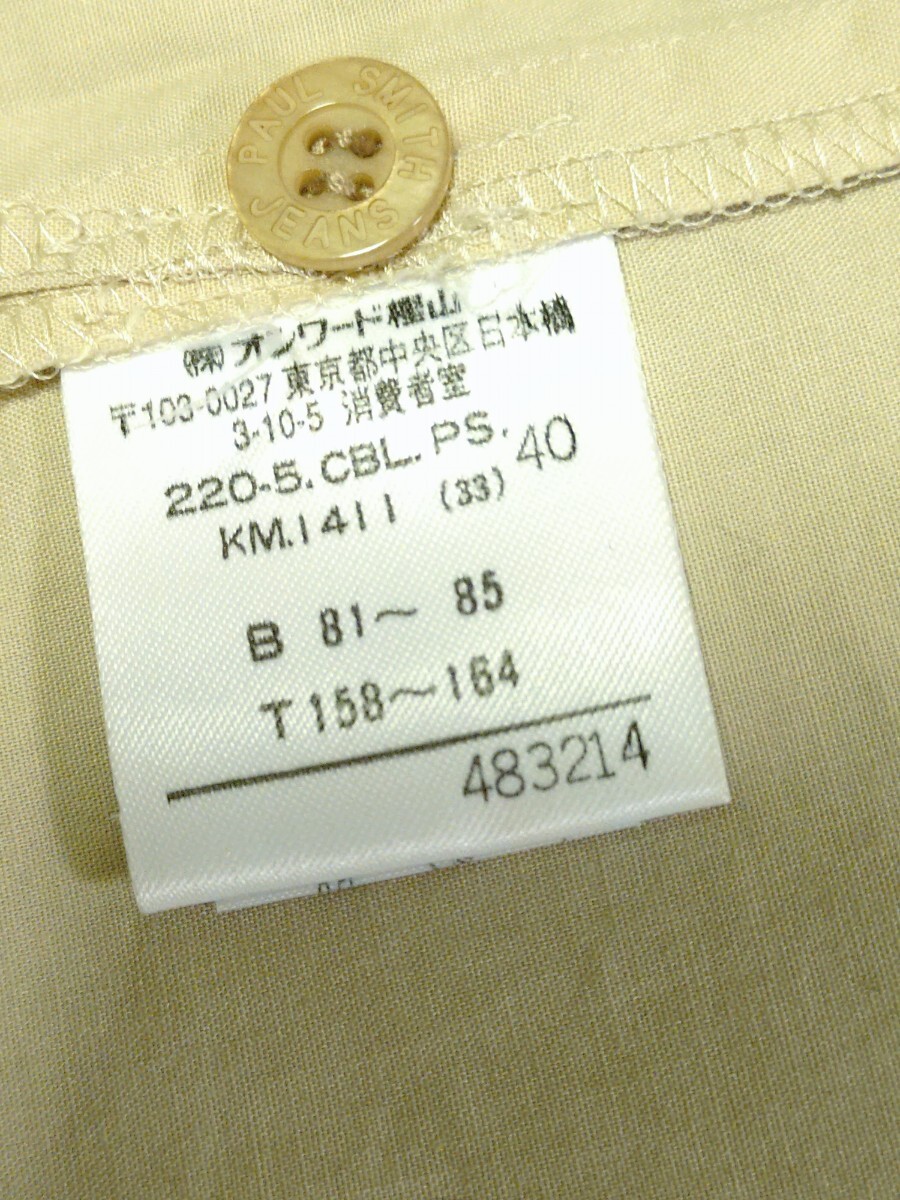 PAUL SMITH
JEANS
㈱オンワード樫山
〒103-0027 東京都中央区日本橋
3-10-5 消費者室
220-5.CBL.PS. 40
KM.1411 (33)
B 81～ 85
T 158～164
483214